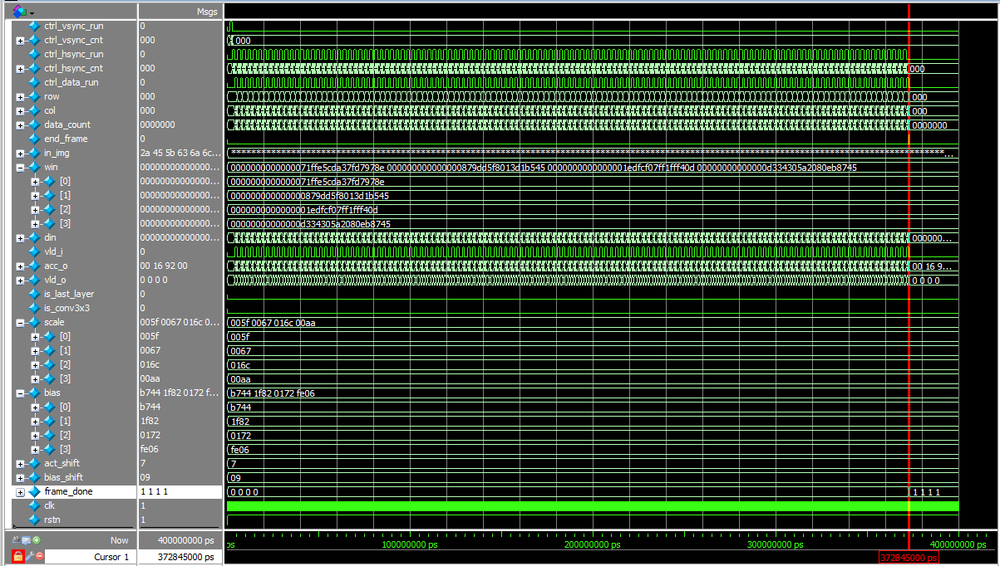 Msgs
ctrl_vsync_run 0
ctrl_vsync_cnt 000 000
ctrl_hsync_run 0
ctrl_hsync_cnt 000 000
ctrl_data_run 0
row 000 000
col 000 000
data_count 0000000 0000000
end_frame 0
in_img 2a 45 5b 63 6a 6c...
win 00000000000000... 00000000000000071ffe5cda37fd7978e 000000000000000879dd5f8013d1b545 0000000000000001edfcf07ff1fff40d 00000000000000d334305a2080eb8745
[0] 00000000000000... 00000000000000071ffe5cda37fd7978e
[1] 00000000000000... 000000000000000879dd5f8013d1b545
[2] 00000000000000... 0000000000000001edfcf07ff1fff40d
[3] 00000000000000... 00000000000000d334305a2080eb8745
din 00000000000000... 000000...
vld_i 0
acc_o 00 16 92 00 00 16 9...
vld_o 0 0 0 0 0 0 0 0
is_last_layer 0
is_conv3x3 0
scale 005f 0067 016c 0... 005f 0067 016c 00aa
[0] 005f 005f
[1] 0067 0067
[2] 016c 016c
[3] 00aa 00aa
bias b744 1f82 0172 f... b744 1f82 0172 fe06
[0] b744 b744
[1] 1f82 1f82
[2] 0172 0172
[3] fe06 fe06
act_shift 7 7
bias_shift 09 09
frame_done 1 1 1 1 0 0 0 0 1 1 1 1
clk 1
rstn 1
Now 400000000 ps ps 100000000 ps 200000000 ps 300000000 ps 400000000 ps
Cursor 1 372845000 ps 372845000 ps